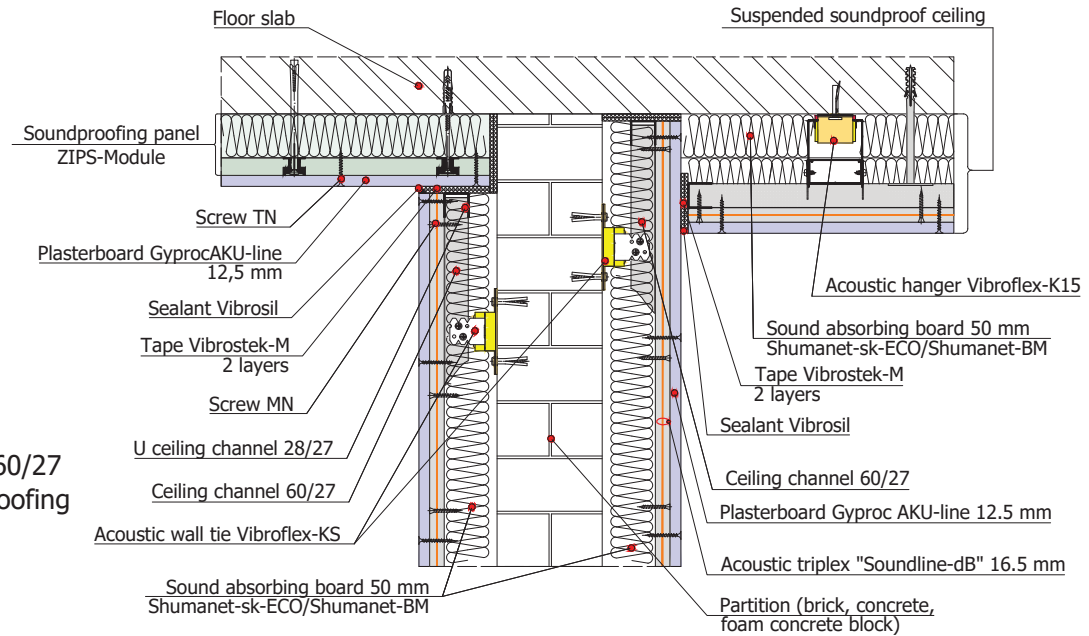 Floor slab
Suspended soundproof ceiling
Soundproofing panel
ZIPS-Module
Screw TN
Plasterboard GyprocAKU-line
12,5 mm
Sealant Vibrosil
Tape Vibrostek-M
2 layers
Screw MN
U ceiling channel 28/27
60/27
oofing
Ceiling channel 60/27
Acoustic wall tie Vibroflex-KS
Sound absorbing board 50 mm
Shumanet-sk-ECO/Shumanet-BM
Acoustic hanger Vibroflex-K15
Sound absorbing board 50 mm
Shumanet-sk-ECO/Shumanet-BM
Tape Vibrostek-M
2 layers
Sealant Vibrosil
Ceiling channel 60/27
Plasterboard Gyproc AKU-line 12.5 mm
Acoustic triplex "Soundline-dB" 16.5 mm
Partition (brick, concrete,
foam concrete block)